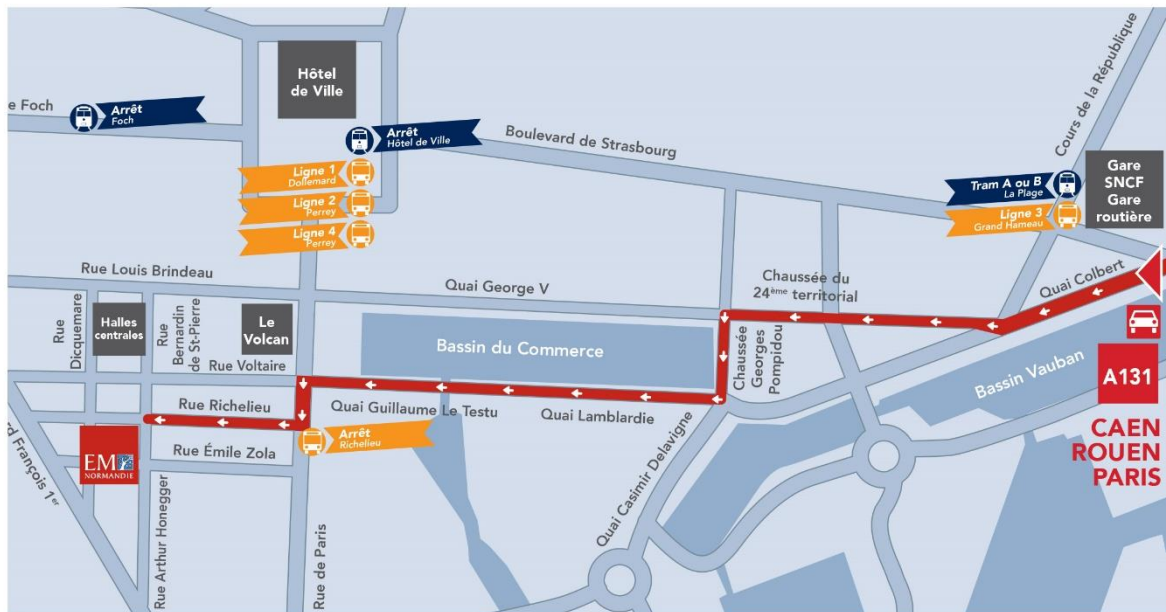 Hôtel
de Ville
e Foch
Arrêt
Foch
Arrêt
Hôtel de Ville
Boulevard de Strasbourg
Cours de la République
Ligne 1
Dollemard
Ligne 2
Perrey
Ligne 4
Perrey
Tram A ou B
La Plage
Ligne 3
Grand Hameau
Gare
SNCF
Gare
routière
Rue Louis Brindeau
Quai George V
Chaussée du
24ème territorial
Quai Colbert
Rue
Dicquemare
Halles
centrales
Rue
Bernardin
de St-Pierre
Le
Volcan
Rue Voltaire
Bassin du Commerce
Chaussée
Georges
Pompidou
Bassin Vauban
A131
CAEN
ROUEN
PARIS
Rue Richelieu
Quai Guillaume Le Testu
Quai Lamblardie
Arrêt
Richelieu
Rue Émile Zola
EM
NORMANDIE
rd François 1er
Rue Arthur Honegger
Rue de Paris
Quai Casimir Delavigne